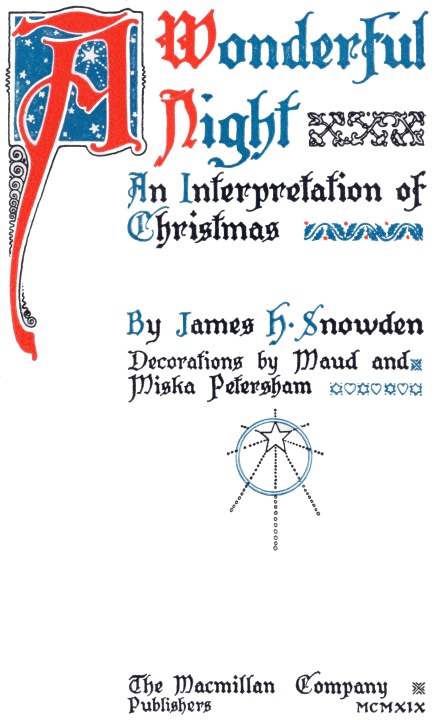 A Wonderful
Night
An Interpretation of
Christmas
By James H. Snowden
Decorations by Maud and
Miska Petersham
The Macmillan Company
Publishers MCMXIX